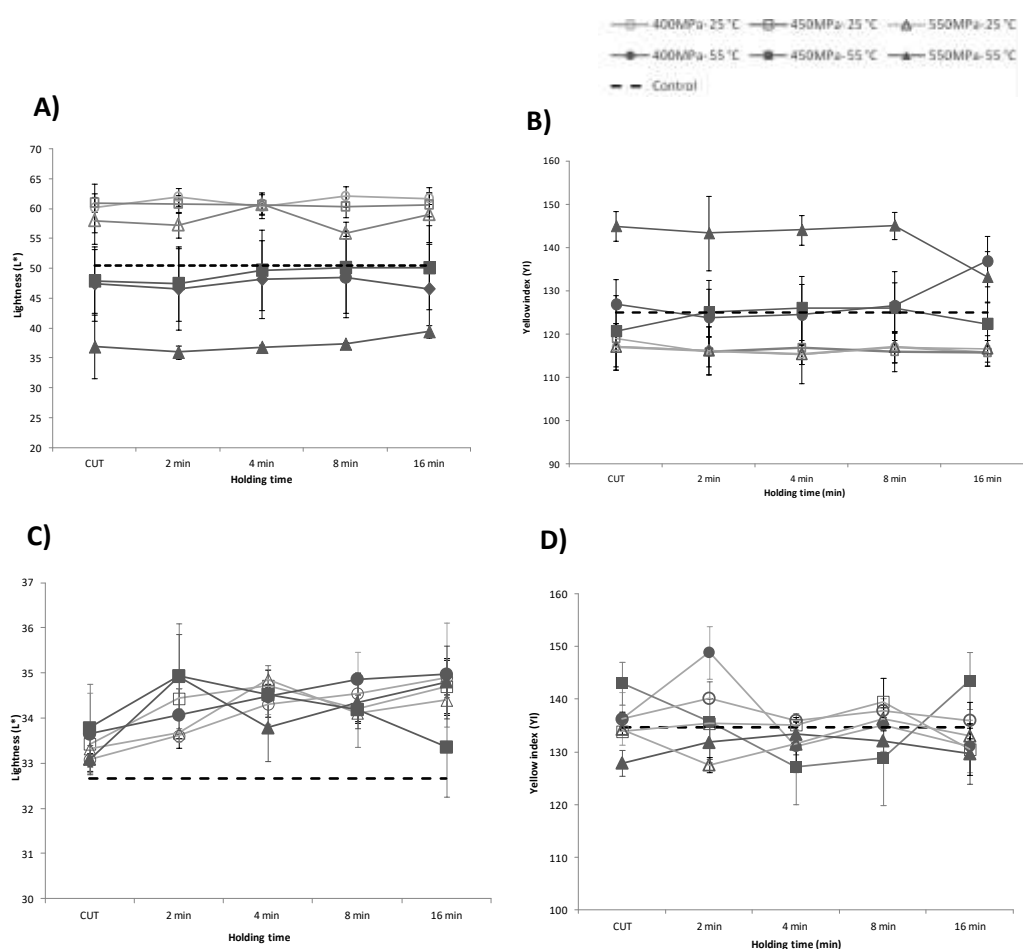 400MPa-25 °C 450MPa-25 °C 550MPa-25 °C
400MPa-55 °C 450MPa-55 °C 550MPa-55 °C
Control
A)
70
65
60
55
50
45
40
35
30
25
20
Lightness (L*)
CUT 2 min 4 min 8 min 16 min
Holding time
B)
160
150
140
130
120
110
100
90
Yellow index (YI)
CUT 2 min 4 min 8 min 16 min
Holding time (min)
C)
37
36
35
34
33
32
31
30
Lightness (L*)
CUT 2 min 4 min 8 min 16 min
Holding time
D)
160
150
140
130
120
110
100
Yellow index (YI)
CUT 2 min 4 min 8 min 16 min
Holding time (min)